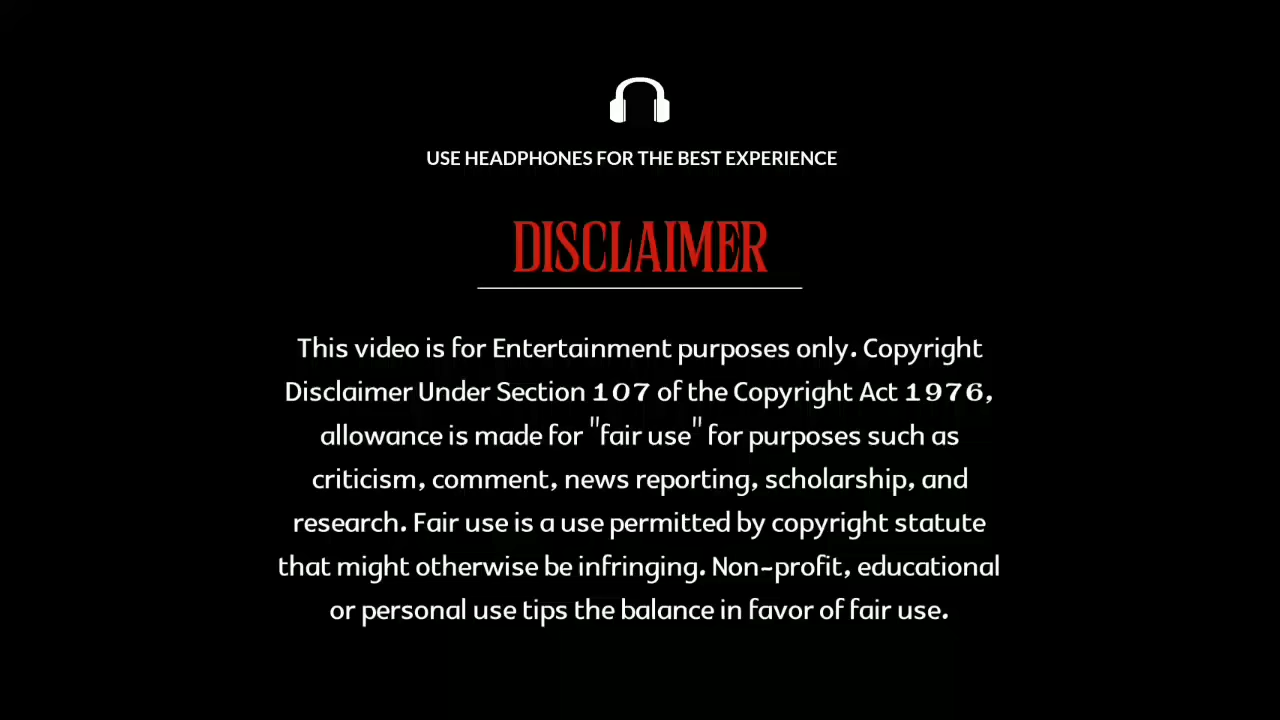 USE HEADPHONES FOR THE BEST EXPERIENCE
DISCLAIMER
This video is for Entertainment purposes only. Copyright
Disclaimer Under Section 107 of the Copyright Act 1976,
allowance is made for "fair use" for purposes such as
criticism, comment, news reporting, scholarship, and
research. Fair use is a use permitted by copyright statute
that might otherwise be infringing. Non-profit, educational
or personal use tips the balance in favor of fair use.